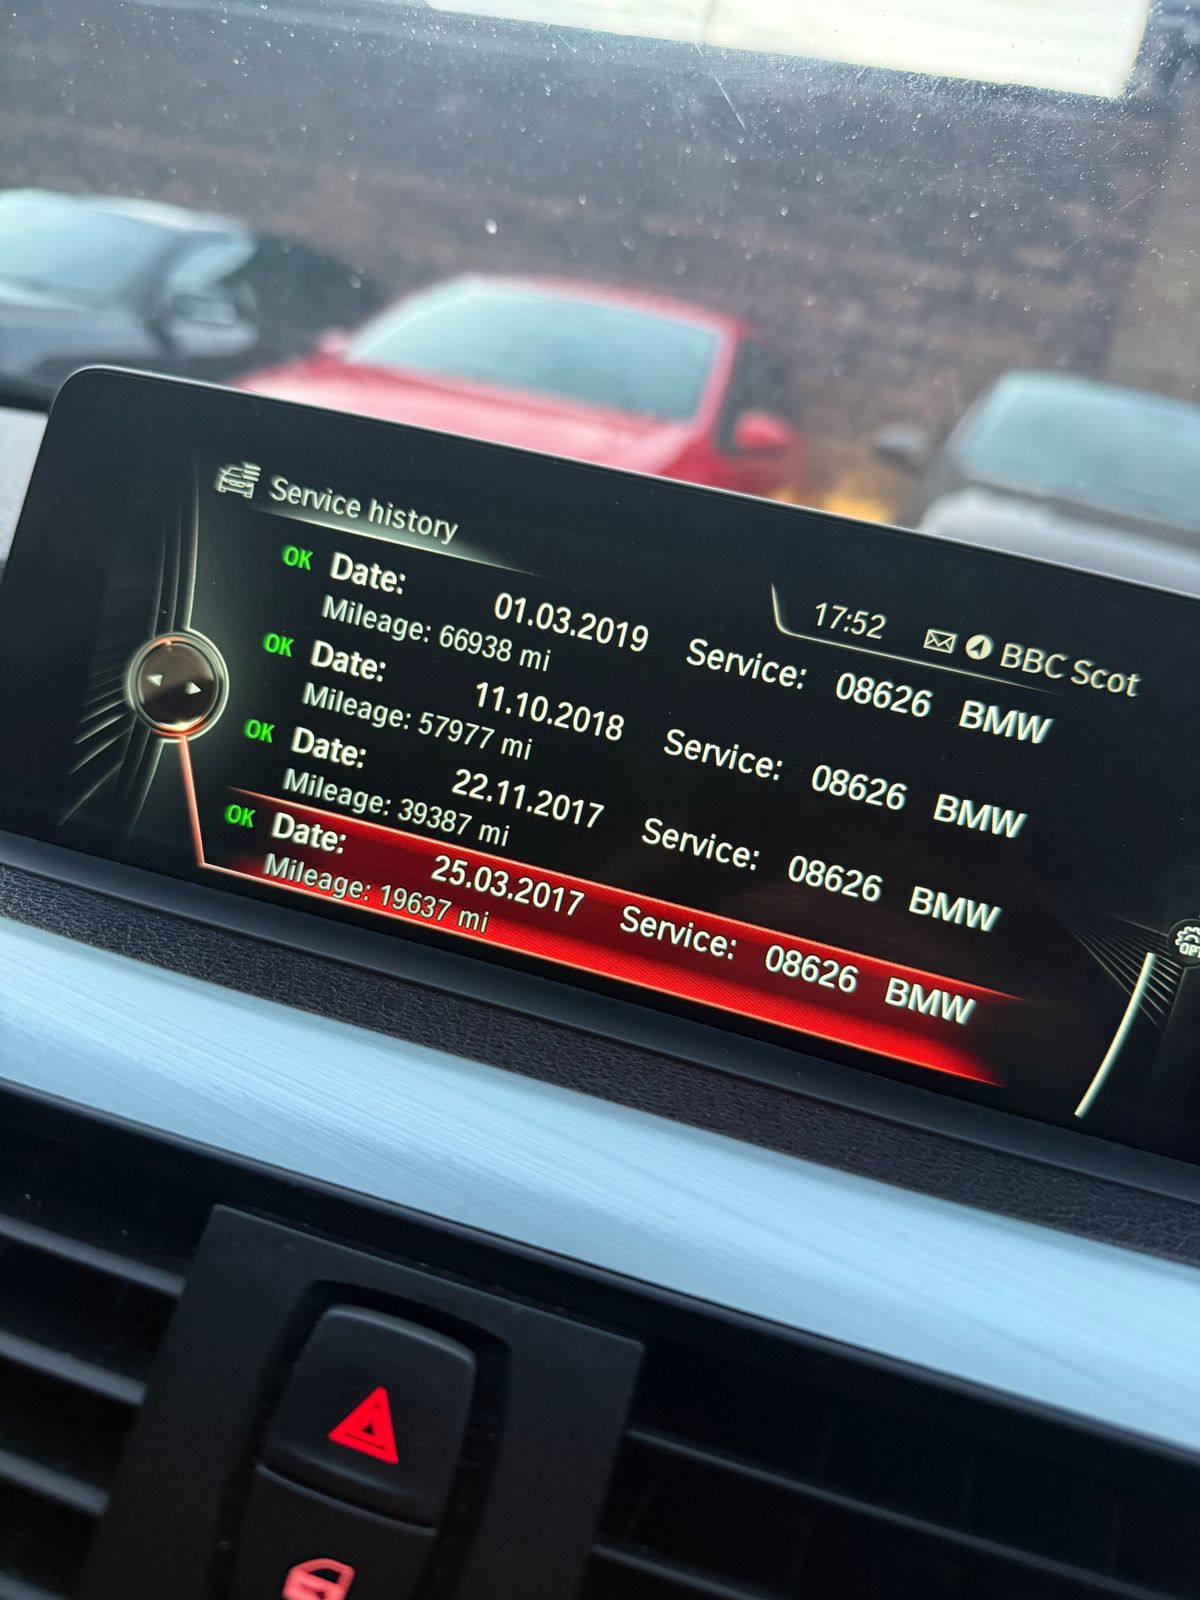 Service history
17:52 BBC Scot
OK Date: 01.03.2019 Service: 08626 BMW
Mileage: 66938 mi
OK Date: 11.10.2018 Service: 08626 BMW
Mileage: 57977 mi
OK Date: 22.11.2017 Service: 08626 BMW
Mileage: 39387 mi
OK Date: 25.03.2017 Service: 08626 BMW
Mileage: 19637 mi